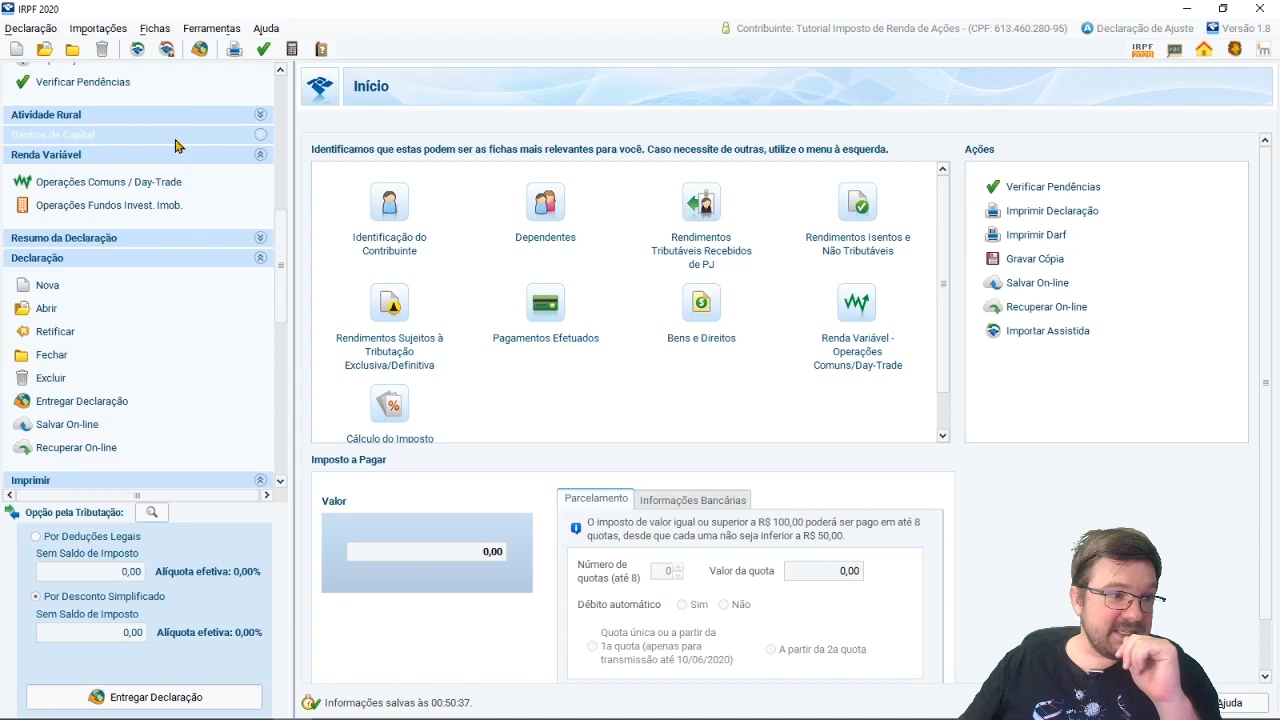 IRPF 2020
Declaração Importações Fichas Ferramentas Ajuda
Contribuinte: Tutorial Imposto de Renda de Ações - (CPF: 613.460.280-95) Declaração de Ajuste Versão 1.8
IRPF
2020
Verificar Pendências
Atividade Rural
Ganhos de Capital
Renda Variável
Operações Comuns / Day-Trade
Operações Fundos Invest. Imob.
Resumo da Declaração
Declaração
Nova
Abrir
Retificar
Fechar
Excluir
Entregar Declaração
Salvar On-line
Recuperar On-line
Imprimir
Opção pela Tributação:
Por Deduções Legais
Sem Saldo de Imposto
0,00 Alíquota efetiva: 0,00%
Por Desconto Simplificado
Sem Saldo de Imposto
0,00 Alíquota efetiva: 0,00%
Entregar Declaração
Início
Identificamos que estas podem ser as fichas mais relevantes para você. Caso necessite de outras, utilize o menu à esquerda.
Identificação do
Contribuinte
Dependentes
Rendimentos
Tributáveis Recebidos
de PJ
Rendimentos Isentos e
Não Tributáveis
Rendimentos Sujeitos à
Tributação
Exclusiva/Definitiva
Pagamentos Efetuados
Bens e Direitos
Renda Variável -
Operações
Comuns/Day-Trade
Cálculo do Imposto
Ações
Verificar Pendências
Imprimir Declaração
Imprimir Darf
Gravar Cópia
Salvar On-line
Recuperar On-line
Importar Assistida
Imposto a Pagar
Valor
0,00
Parcelamento Informações Bancárias
O imposto de valor igual ou superior a R$ 100,00 poderá ser pago em até 8
quotas, desde que cada uma não seja inferior a R$ 50,00.
Número de
quotas (até 8)
0
Valor da quota 0,00
Débito automático Sim Não
Quota única ou a partir da
1a quota (apenas para
transmissão até 10/06/2020)
A partir da 2a quota
Informações salvas às 00:50:37.
Ajuda